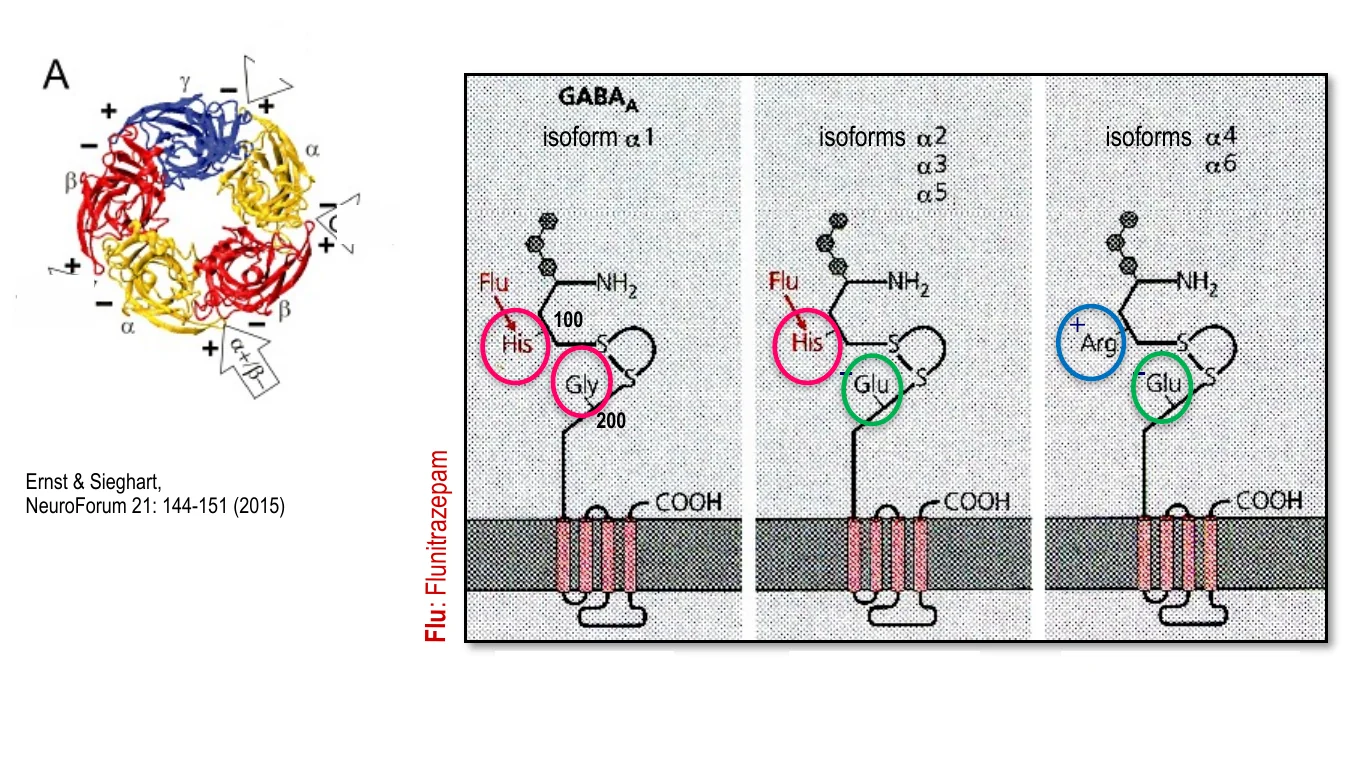 A
γ
− +
+
−
α
β
−
+
+
−
β
−
α
+
α+/β-
Ernst & Sieghart,
NeuroForum 21: 144-151 (2015)
Flu: Flunitrazepam
GABAA
isoform α1
Flu
NH2
100
His
S
Gly
S
200
COOH
isoforms α2
α3
α5
Flu
NH2
His
S
−
Glu
S
COOH
isoforms α4
α6
NH2
+
Arg
S
−
Glu
S
COOH